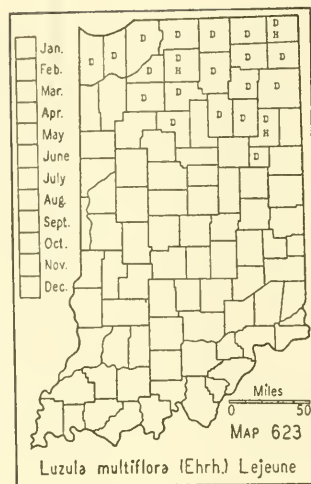 Jan.
Feb.
Mar.
Apr.
May
June
July
Aug.
Sept.
Oct.
Nov.
Dec.
D D D D D D D H
D D H D D H D
D D D D D H
D D
Miles
0 50
MAP 623
Luzula multiflora (Ehrh.) Lejeune